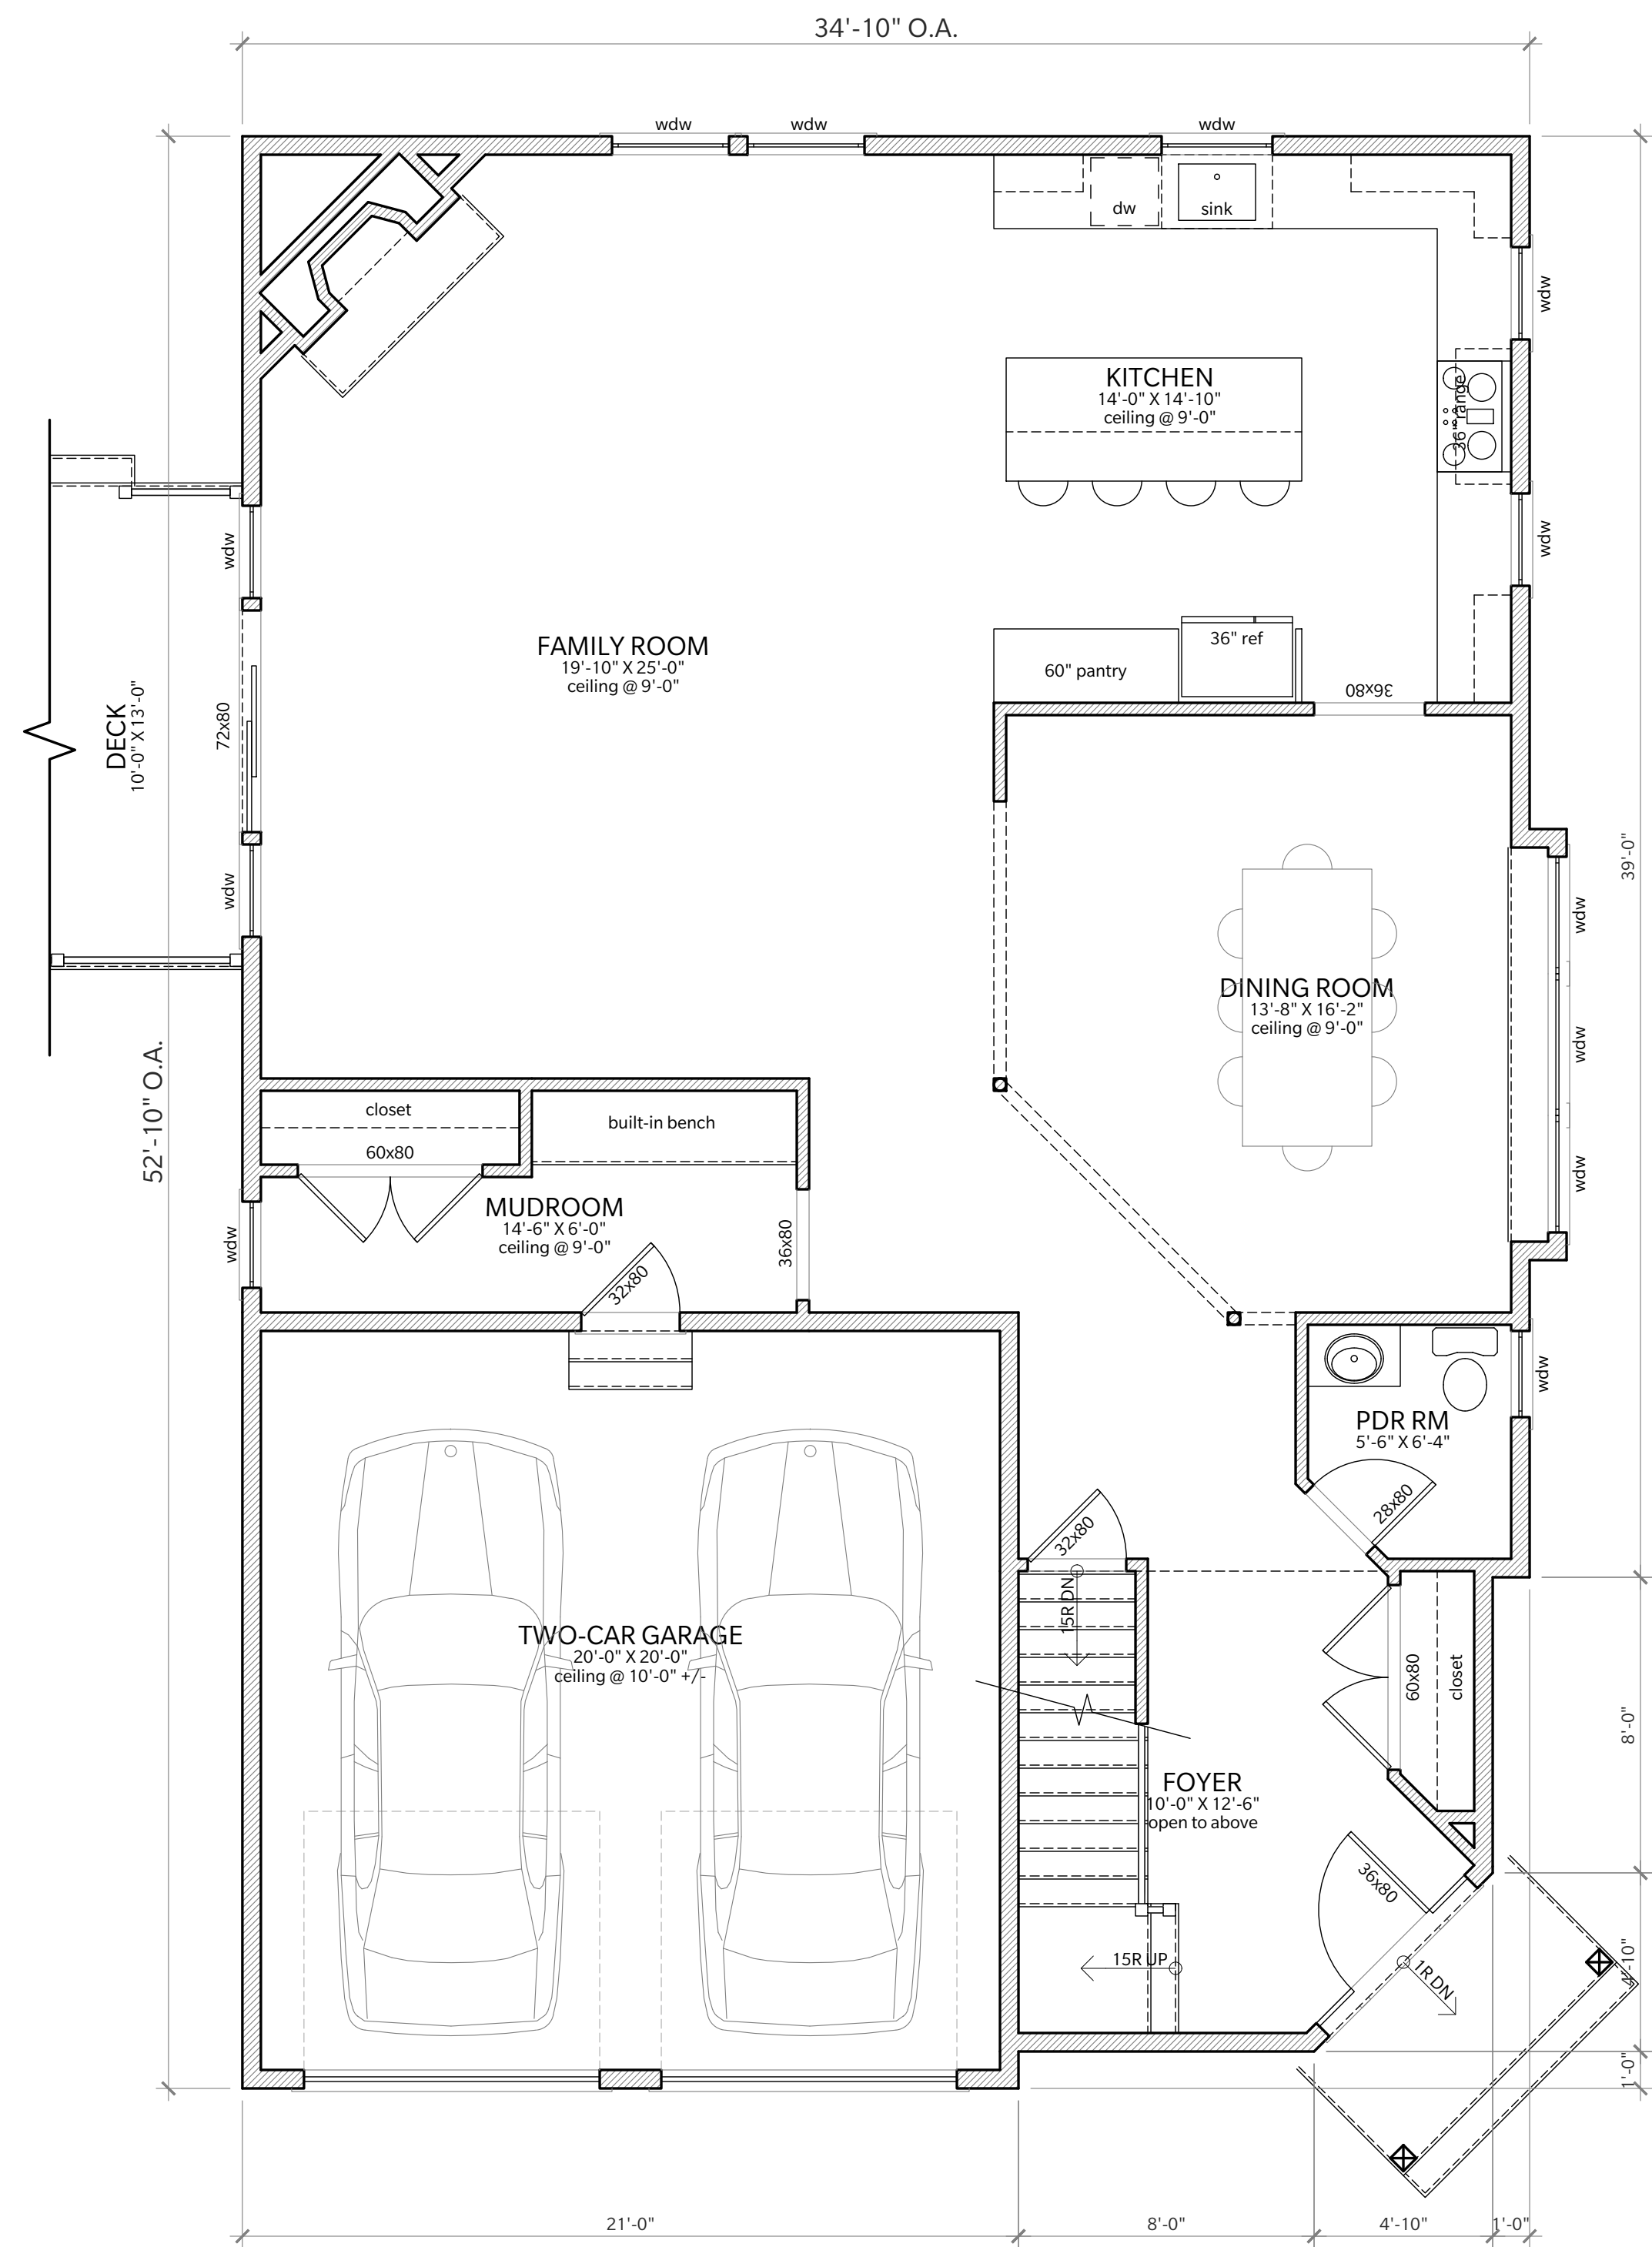 34'-10" O.A.
wdw
wdw
wdw
dw
sink
wdw
KITCHEN
14'-0" X 14'-10"
ceiling @ 9'-0"
36" range
wdw
wdw
FAMILY ROOM
19'-10" X 25'-0"
ceiling @ 9'-0"
36" ref
60" pantry
36x80
DECK
10'-0" X 13'-0"
72x80
wdw
39'-0"
wdw
wdw
wdw
DINING ROOM
13'-8" X 16'-2"
ceiling @ 9'-0"
52'-10" O.A.
closet
60x80
built-in bench
MUDROOM
14'-6" X 6'-0"
ceiling @ 9'-0"
wdw
32x80
36x80
wdw
PDR RM
5'-6" X 6'-4"
28x80
32x80
15R DN
TWO-CAR GARAGE
20'-0" X 20'-0"
ceiling @ 10'-0" +/-
60x80
closet
8'-0"
FOYER
10'-0" X 12'-6"
open to above
36x80
15R UP
1R DN
4'-10"
1'-0"
21'-0"
8'-0"
4'-10"
1'-0"